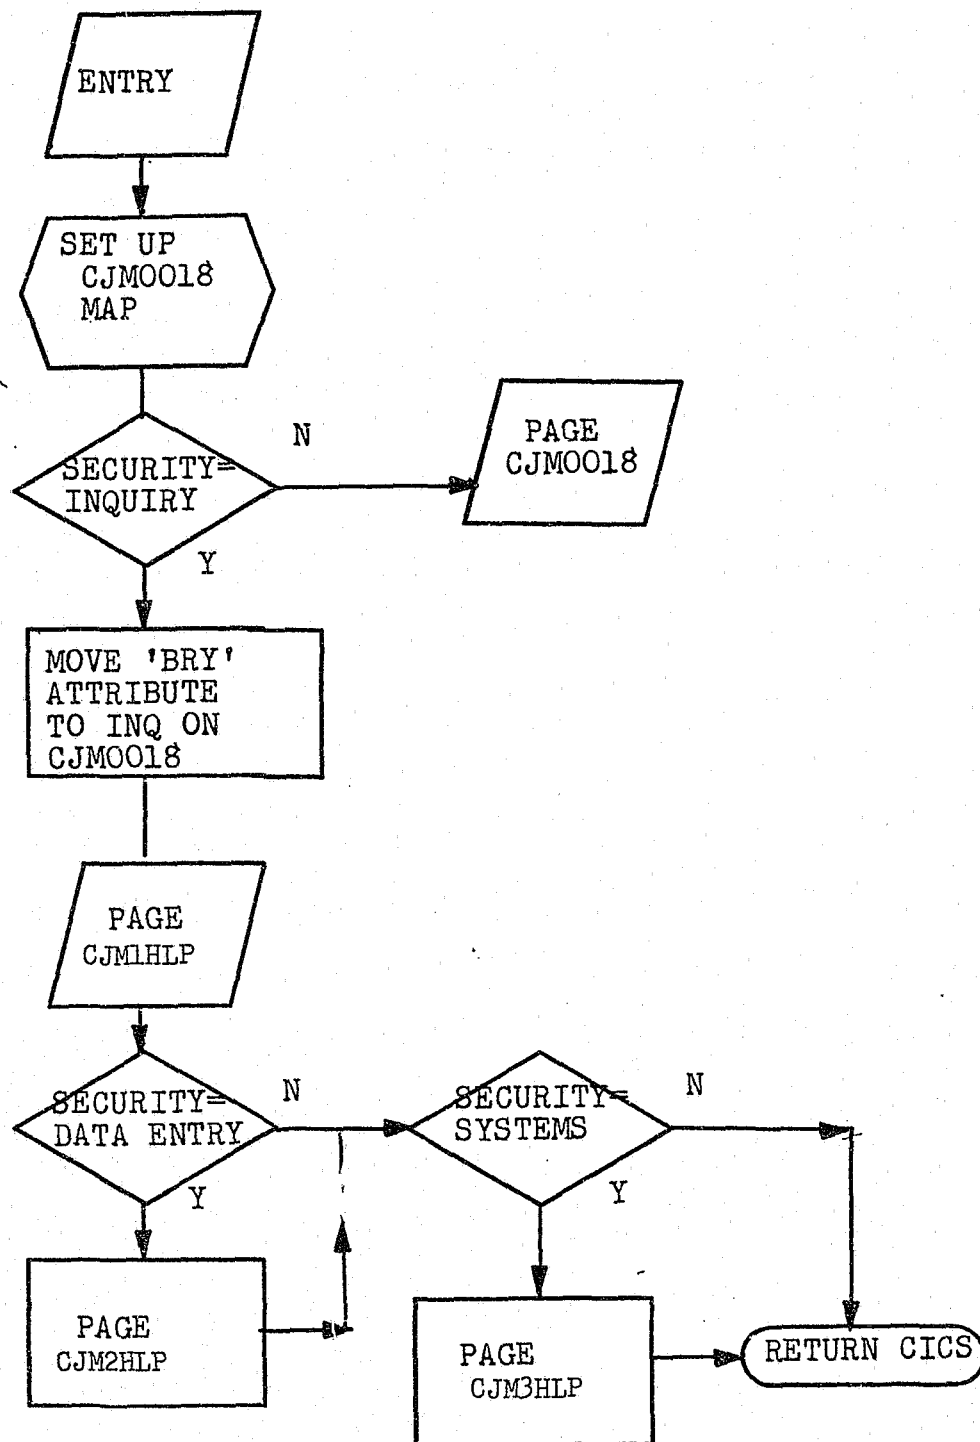 ENTRY
SET UP
CJM0018
MAP
N
PAGE
CJM0018
SECURITY=
INQUIRY
Y
MOVE 'BRY'
ATTRIBUTE
TO INQ ON
CJM0018
PAGE
CJM1HLP
N
SECURITY=
DATA ENTRY
Y
N
SECURITY=
SYSTEMS
Y
PAGE
CJM2HLP
PAGE
CJM3HLP
RETURN CICS